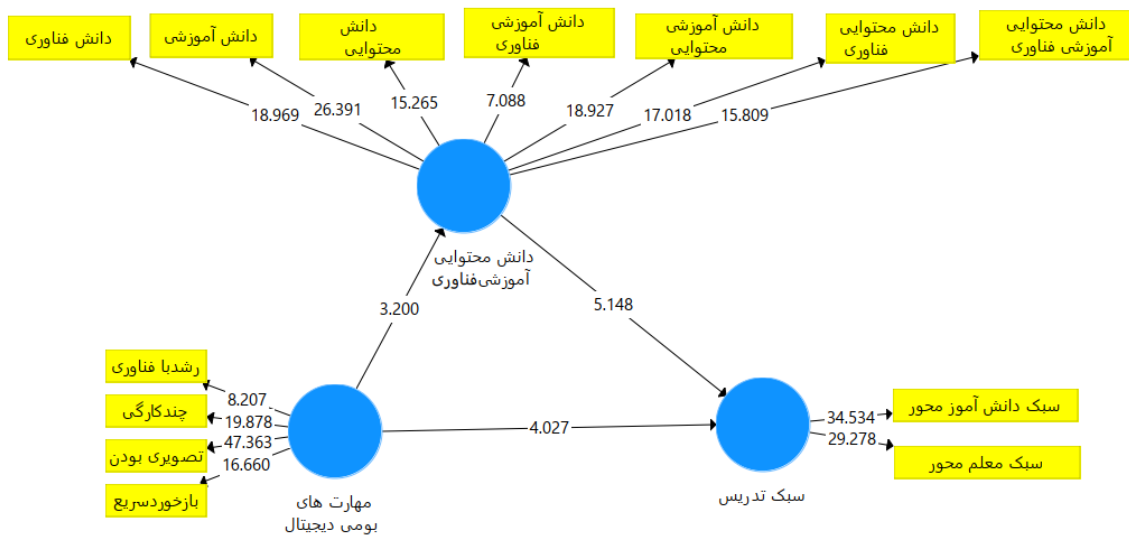 دانش فناوری
دانش آموزشی
دانش
محتوایی
دانش آموزشی
فناوری
دانش آموزشی
محتوایی
دانش محتوایی
فناوری
دانش محتوایی
آموزشی فناوری
18.969
26.391
15.265
7.088
18.927
17.018
15.809
دانش محتوایی
آموزشی‌فناوری
3.200
5.148
رشدبا فناوری
8.207
چندکارگی
19.878
تصویری بودن
47.363
بازخوردسریع
16.660
مهارت های
بومی دیجیتال
4.027
سبک تدریس
34.534
سبک دانش آموز محور
29.278
سبک معلم محور